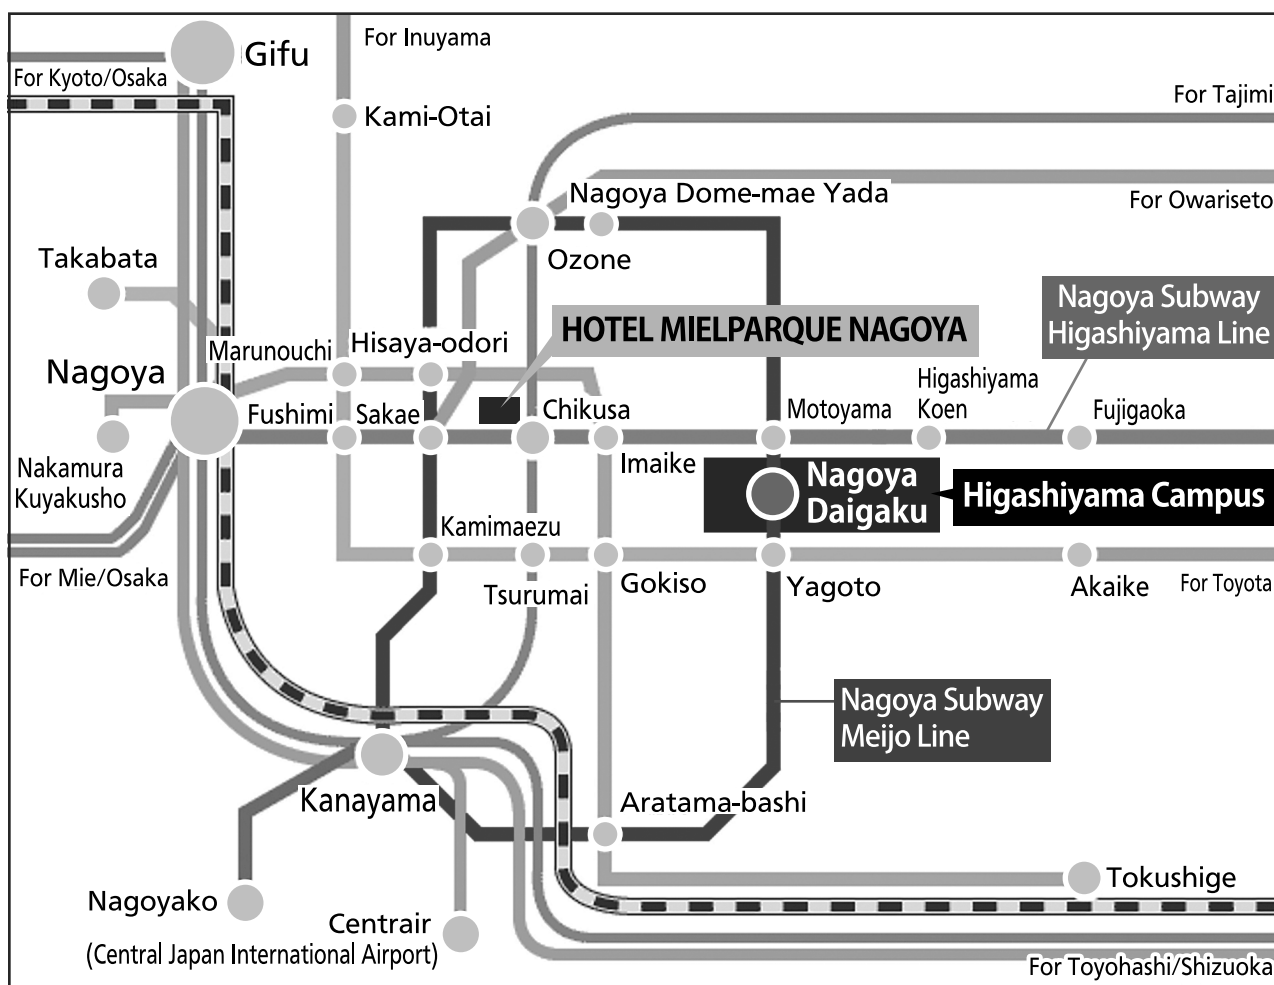 For Inuyama
Gifu
For Kyoto/Osaka
For Tajimi
Kami-Otai
Nagoya Dome-mae Yada
For Owariseto
Takabata
Ozone
Nagoya Subway
Higashiyama Line
HOTEL MIELPARQUE NAGOYA
Marunouchi
Hisaya-odori
Nagoya
Higashiyama
Koen
Fushimi
Sakae
Chikusa
Motoyama
Fujigaoka
Nakamura
Kuyakusho
Imaike
Nagoya
Daigaku
Higashiyama Campus
Kamimaezu
For Mie/Osaka
Tsurumai
Gokiso
Yagoto
Akaike
For Toyota
Nagoya Subway
Meijo Line
Kanayama
Aratama-bashi
Tokushige
Nagoyako
Centrair
(Central Japan International Airport)
For Toyohashi/Shizuoka